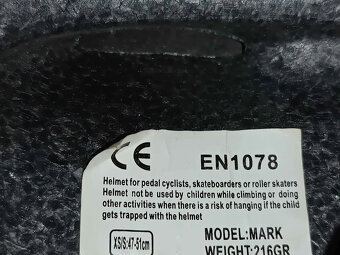 CE EN1078
Helmet for pedal cyclists, skateboarders or roller skaters
Helmet not be used by children while climbing or doing
other activities when there is a risk of hanging if the child
gets trapped with the helmet
XS/S:47-51cm
MODEL:MARK
WEIGHT:216GR